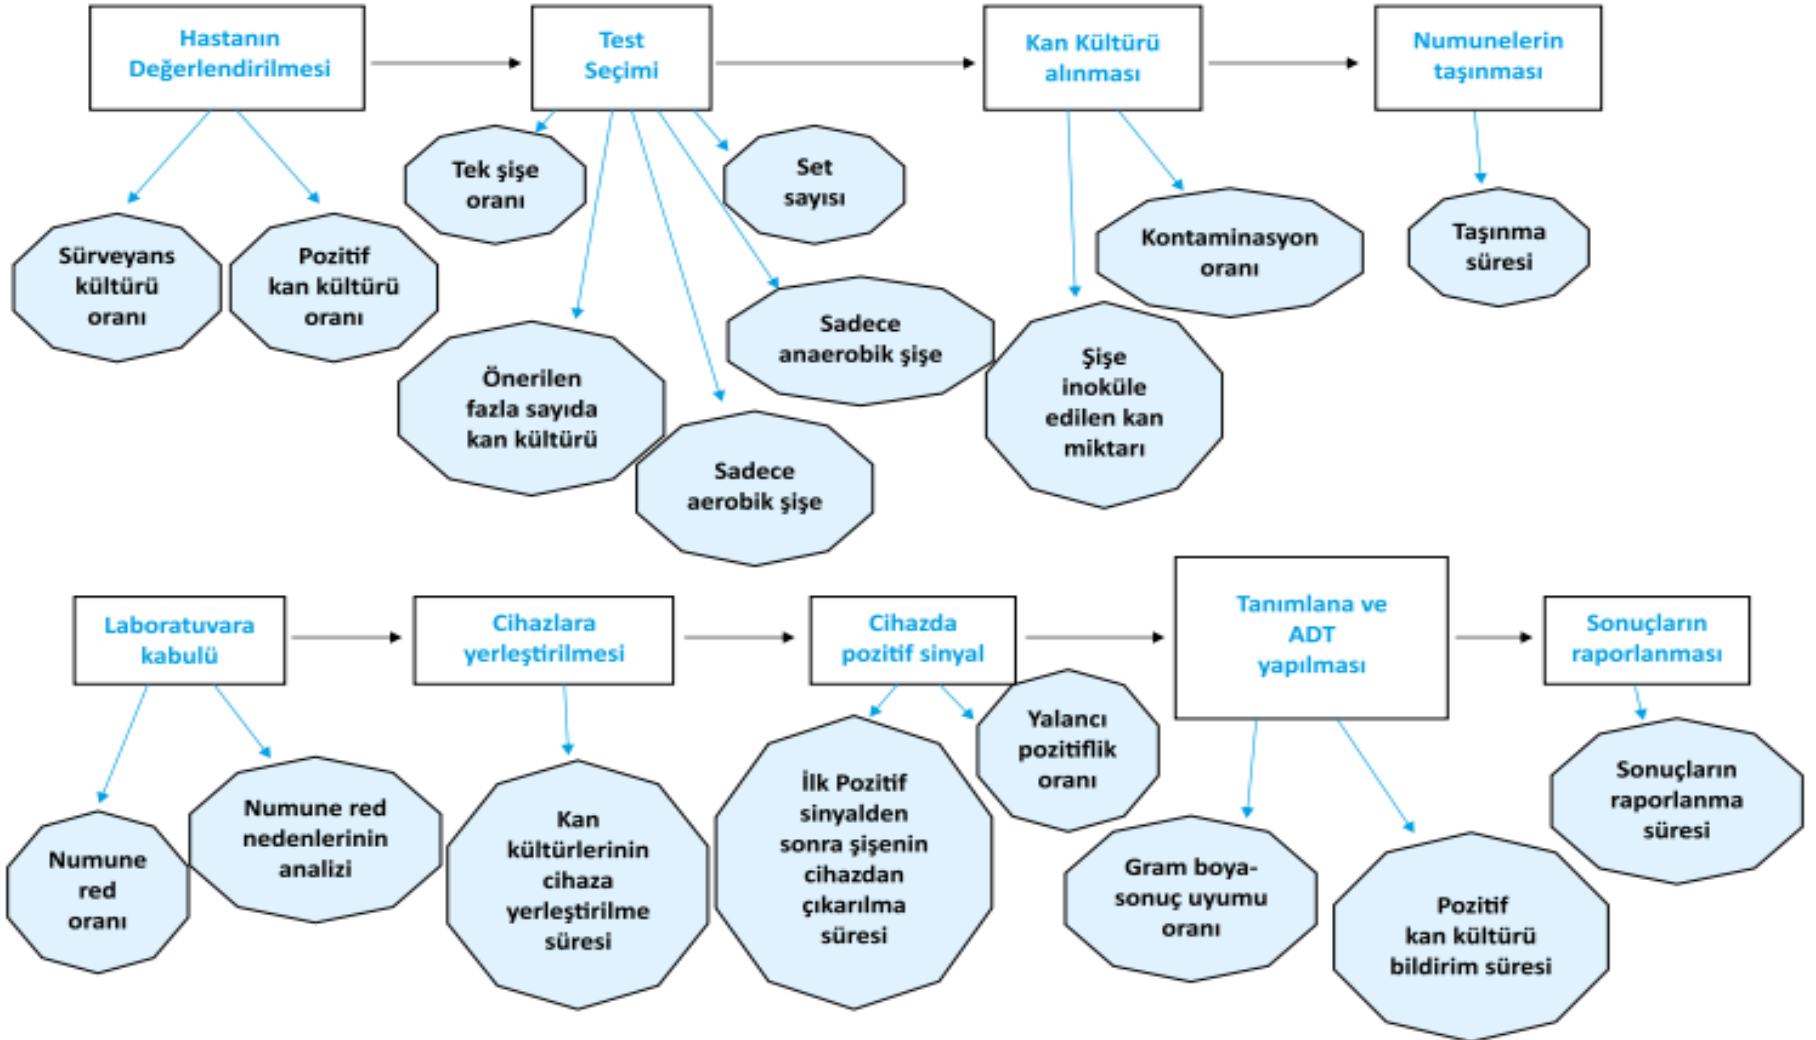 Hastanın
Değerlendirilmesi
Test
Seçimi
Kan Kültürü
alınması
Numunelerin
taşınması
Tek şişe
oranı
Set
sayısı
Sürveyans
kültürü
oranı
Pozitif
kan kültürü
oranı
Kontaminasyon
oranı
Taşınma
süresi
Önerilen
fazla sayıda
kan kültürü
Sadece
aerobik şişe
Sadece
anaerobik şişe
Şişe
inoküle
edilen kan
miktarı
Laboratuvara
kabulü
Cihazlara
yerleştirilmesi
Cihazda
pozitif sinyal
Tanımlana ve
ADT
yapılması
Sonuçların
raporlanması
Numune
red
oranı
Numune red
nedenlerinin
analizi
Kan
kültürlerinin
cihaza
yerleştirilme
süresi
İlk Pozitif
sinyalden
sonra şişenin
cihazdan
çıkarılma
süresi
Yalancı
pozitiflik
oranı
Gram boya-
sonuç uyumu
oranı
Pozitif
kan kültürü
bildirim süresi
Sonuçların
raporlanma
süresi